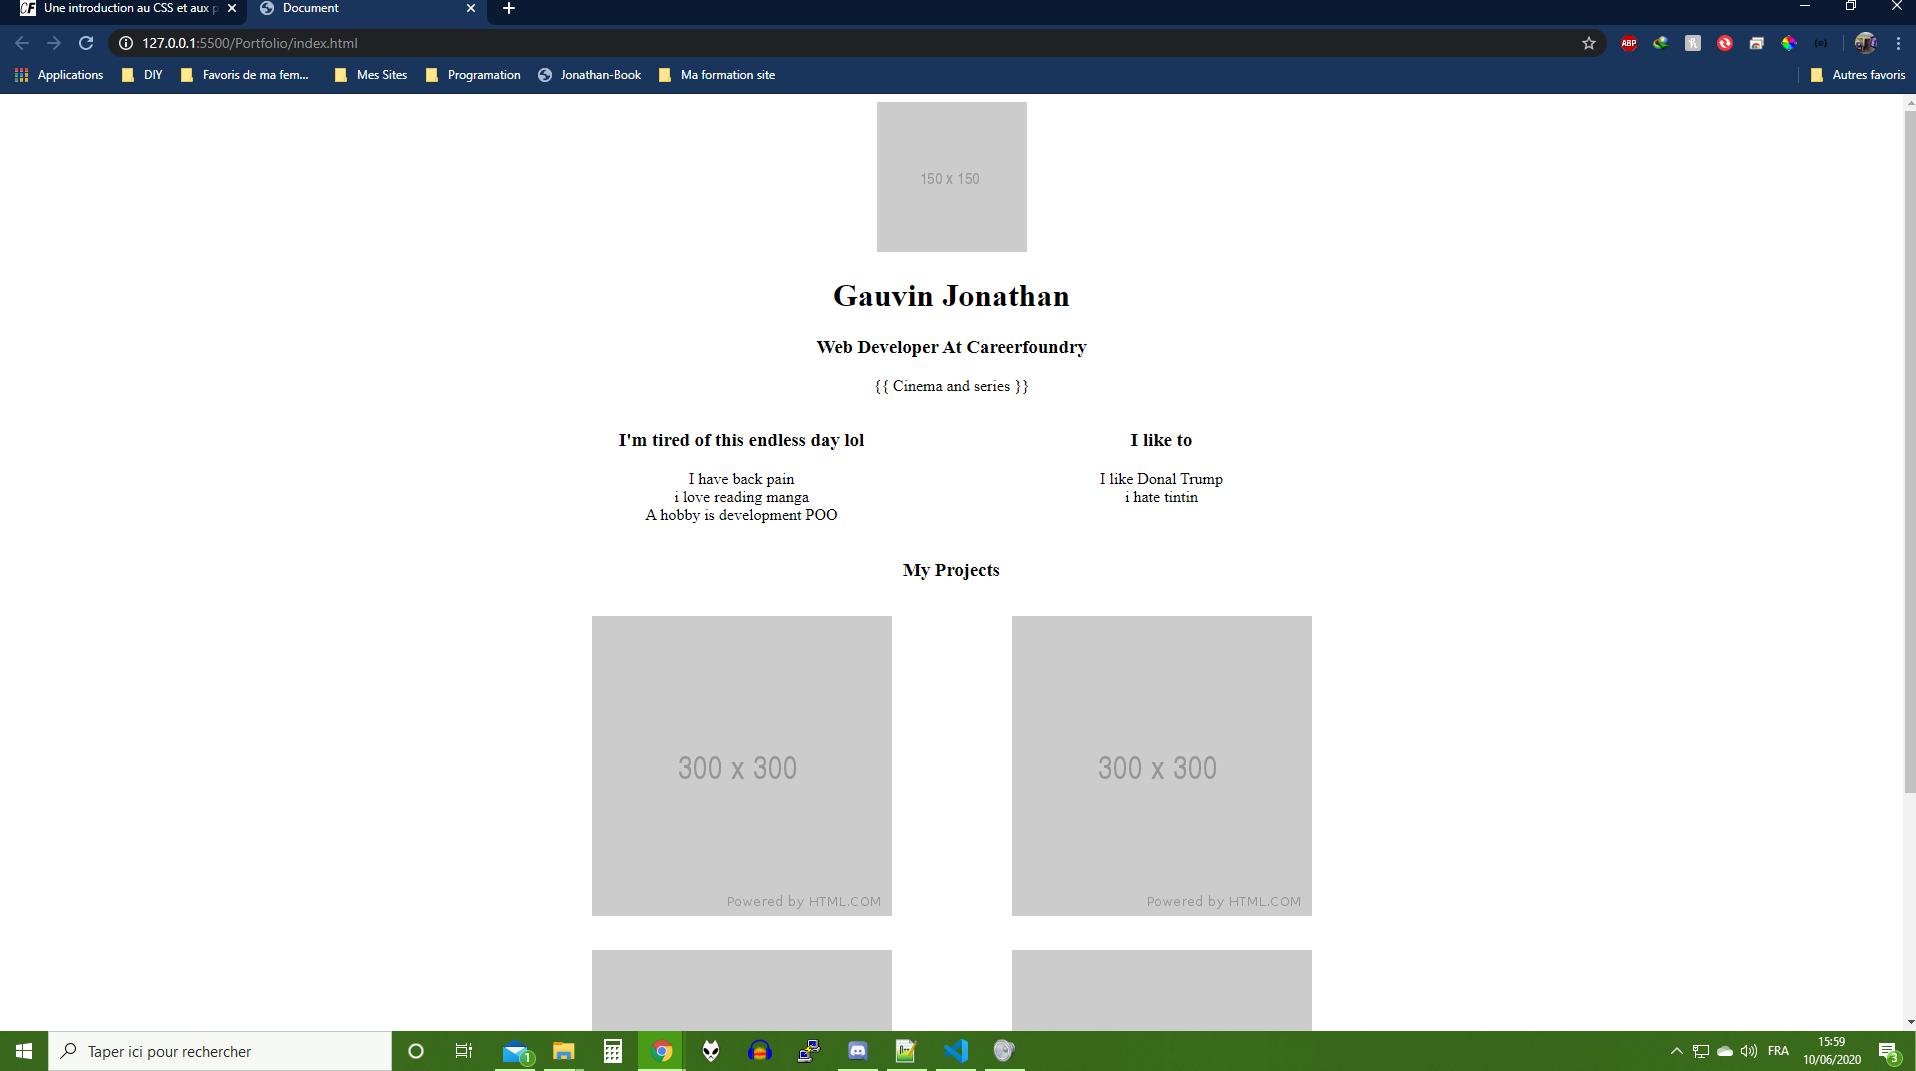 CF Une introduction au CSS et aux p
Document
127.0.0.1:5500/Portfolio/index.html
ABP
Applications
DIY
Favoris de ma fem...
Mes Sites
Programation
Jonathan-Book
Ma formation site
Autres favoris
150 x 150
Gauvin Jonathan
Web Developer At Careerfoundry
{{ Cinema and series }}
I'm tired of this endless day lol
I have back pain
i love reading manga
A hobby is development POO
I like to
I like Donal Trump
i hate tintin
My Projects
300 x 300
Powered by HTML.COM
300 x 300
Powered by HTML.COM
Taper ici pour rechercher
1
FRA
15:59
10/06/2020
3